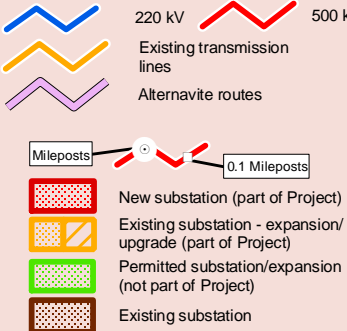 220 kV
500 k
Existing transmission
lines
Alternavite routes
Mileposts
0.1 Mileposts
New substation (part of Project)
Existing substation - expansion/
upgrade (part of Project)
Permitted substation/expansion
(not part of Project)
Existing substation